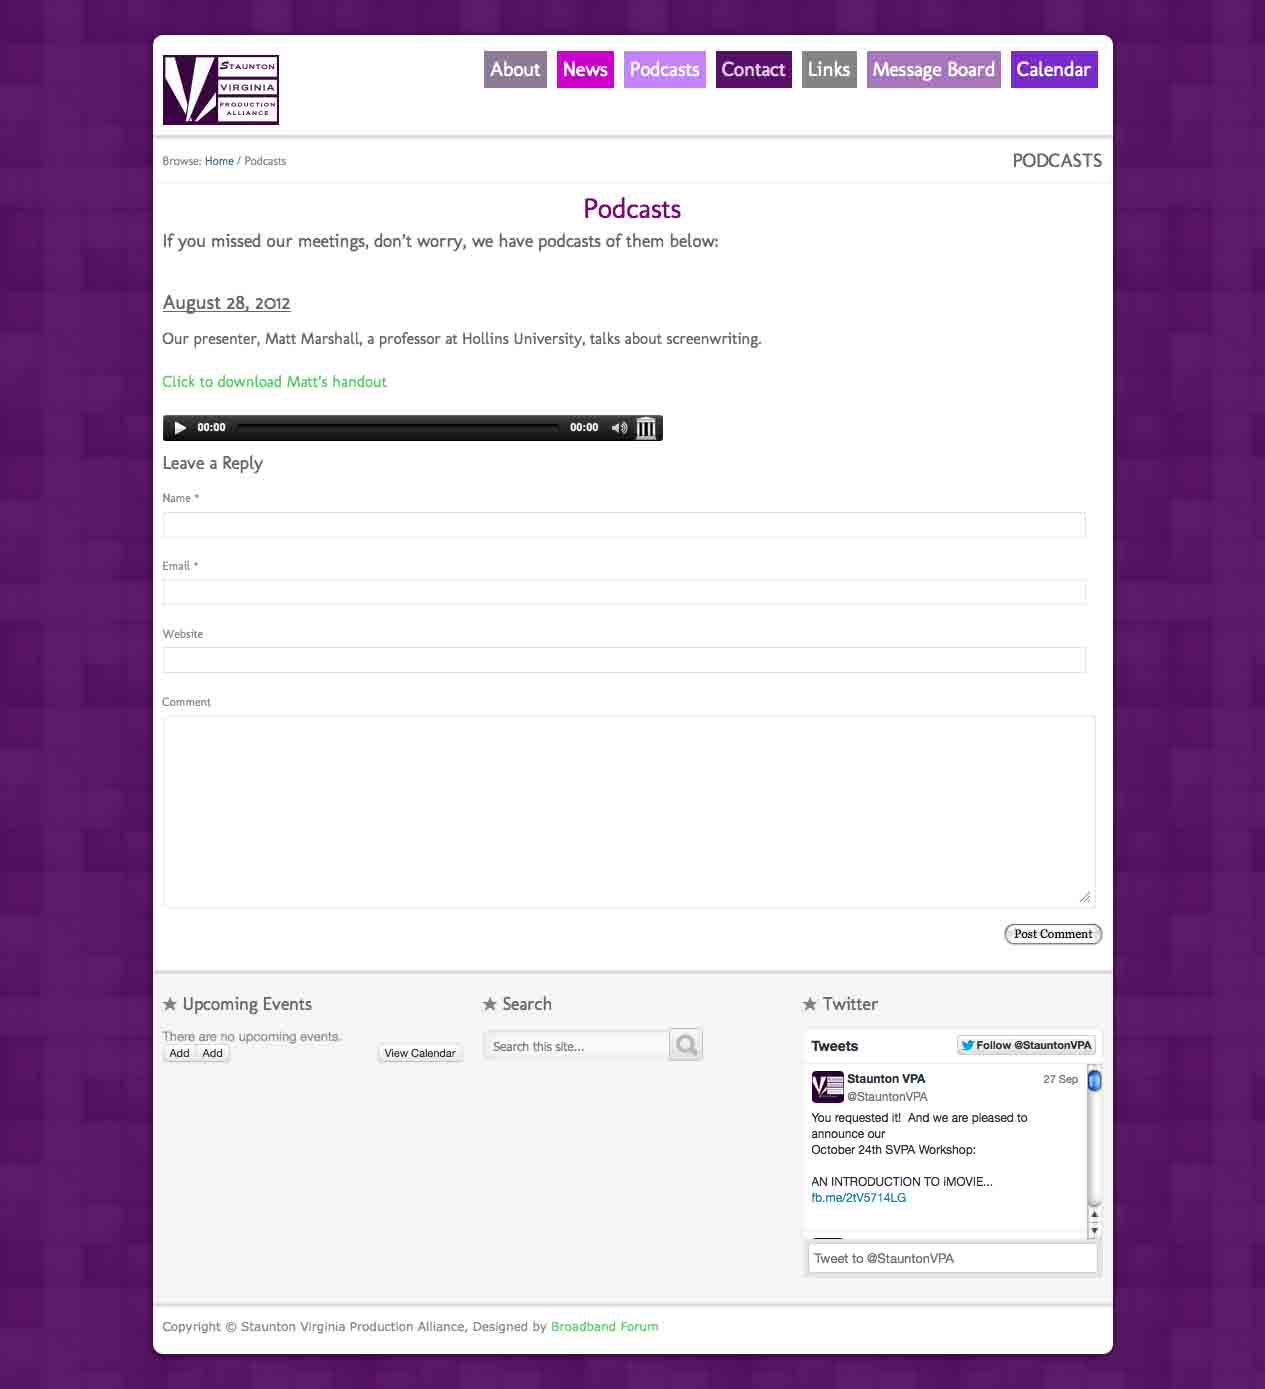 STAUNTON
VIRGINIA
PRODUCTION
ALLIANCE
About News Podcasts Contact Links Message Board Calendar
Browse: Home / Podcasts
PODCASTS
Podcasts
If you missed our meetings, don't worry, we have podcasts of them below:
August 28, 2012
Our presenter, Matt Marshall, a professor at Hollins University, talks about screenwriting.
Click to download Matt's handout
00:00 00:00
Leave a Reply
Name *
Email *
Website
Comment
Post Comment
Upcoming Events
There are no upcoming events.
Add Add View Calendar
Search
Search this site...
Twitter
Tweets Follow @StauntonVPA
Staunton VPA 27 Sep
@StauntonVPA
You requested it! And we are pleased to
announce our
October 24th SVPA Workshop:
AN INTRODUCTION TO iMOVIE...
fb.me/2tV5714LG
Tweet to @StauntonVPA
Copyright © Staunton Virginia Production Alliance, Designed by Broadband Forum